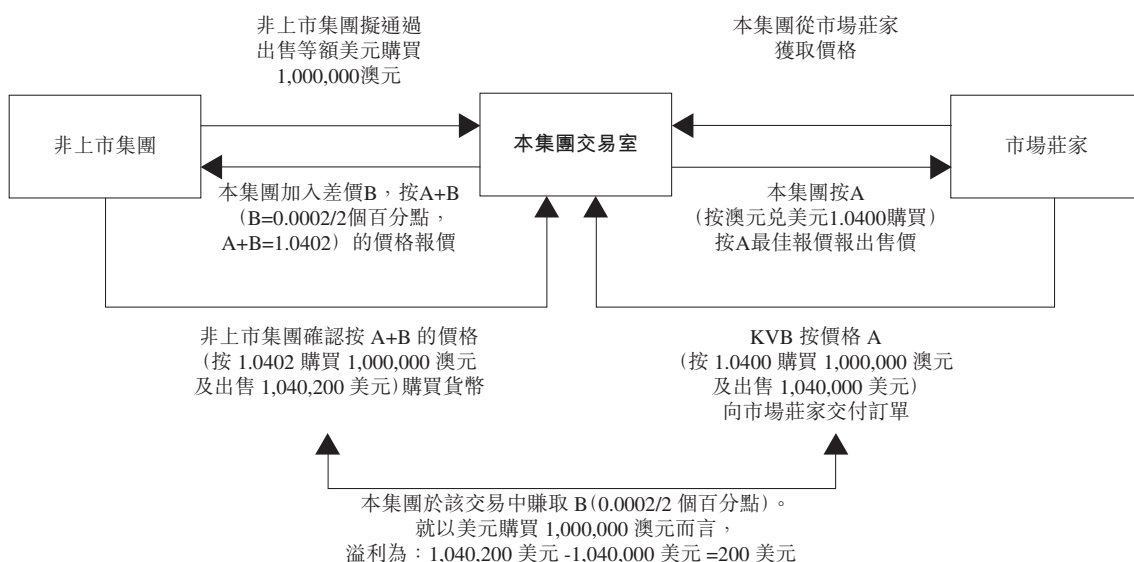 非上市集團擬通過
出售等額美元購買
1,000,000澳元
本集團從市場莊家
獲取價格
非上市集團
本集團交易室
市場莊家
本集團加入差價B，按A+B
（B=0.0002/2個百分點，
A+B=1.0402）的價格報價
本集團按A
（按澳元兑美元1.0400購買）
按A最佳報價報出售價
非上市集團確認按 A+B 的價格
(按 1.0402 購買 1,000,000 澳元
及出售 1,040,200 美元)購買貨幣
KVB 按價格 A
(按 1.0400 購買 1,000,000 澳元
及出售 1,040,000 美元)
向市場莊家交付訂單
本集團於該交易中賺取 B(0.0002/2 個百分點)。
就以美元購買 1,000,000 澳元而言，
溢利為：1,040,200 美元 -1,040,000 美元 =200 美元